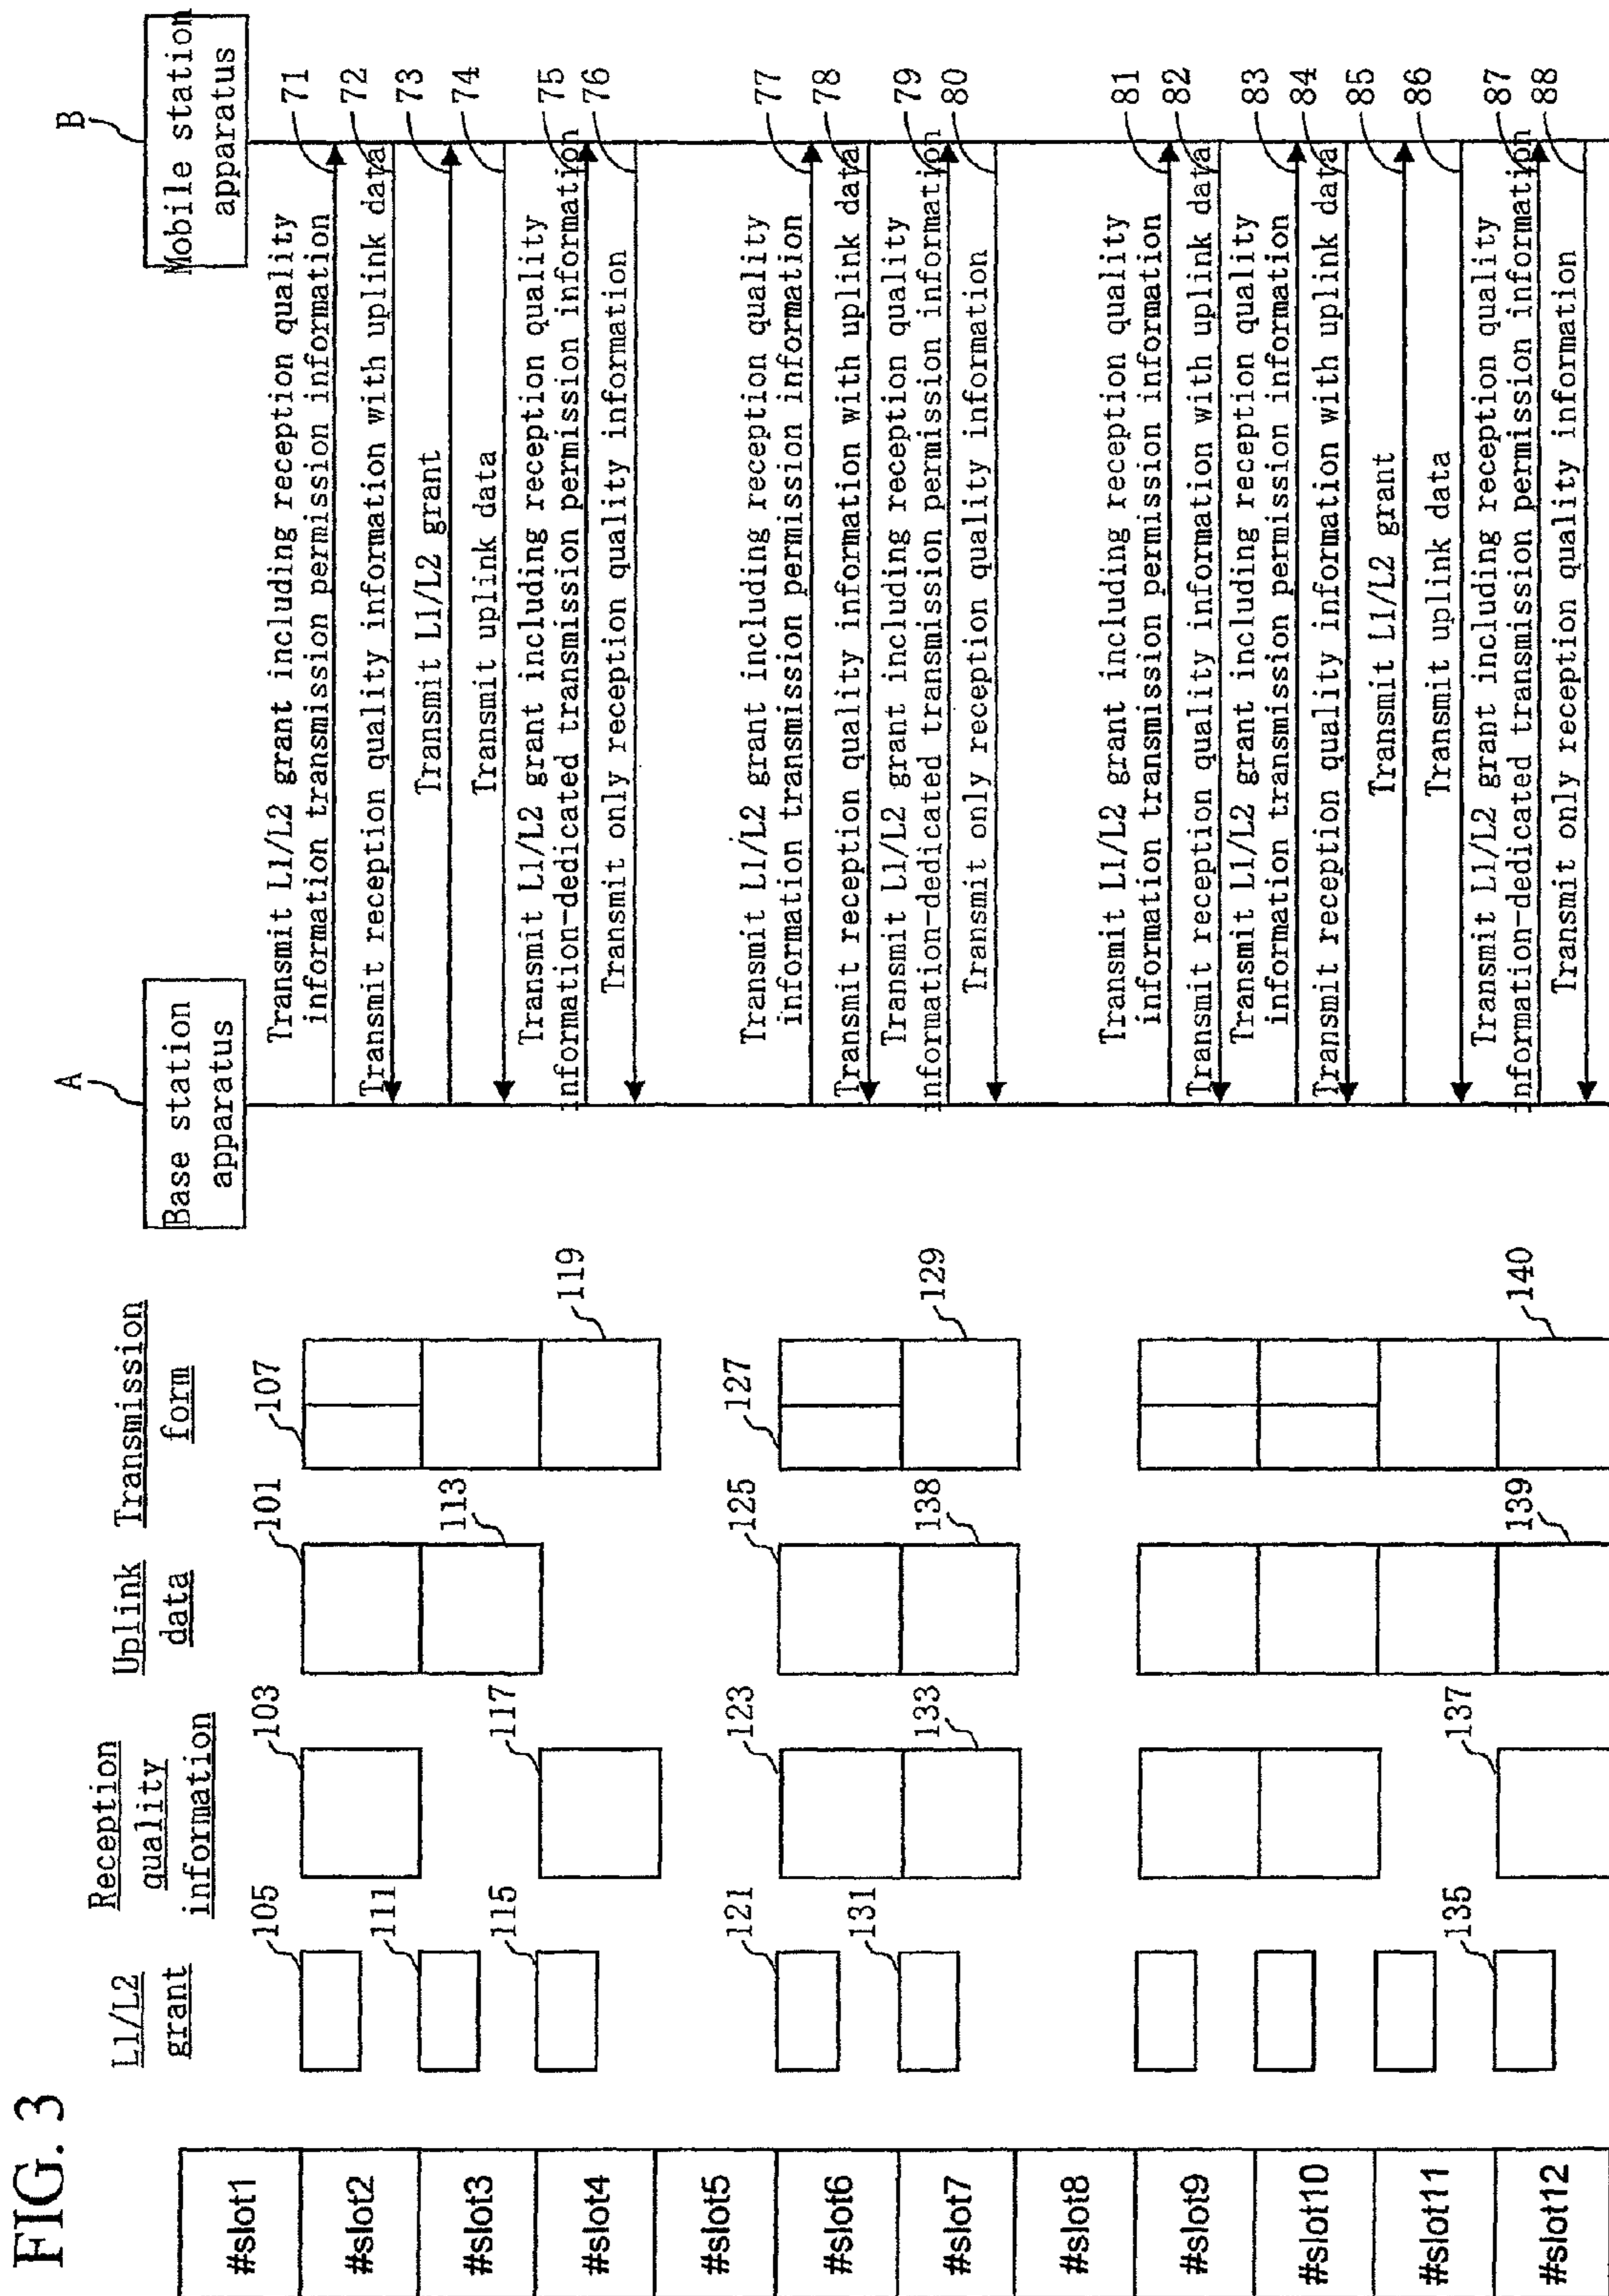 FIG. 3
#slot1
#slot2
#slot3
#slot4
#slot5
#slot6
#slot7
#slot8
#slot9
#slot10
#slot11
#slot12
L1/L2
grant
105
111
115
121
131
135
Reception
quality
information
103
117
123
133
137
Uplink
data
101
113
125
138
139
Transmission
form
107
119
127
129
140
A
Base station
apparatus
B
Mobile station
apparatus
Transmit L1/L2 grant including reception quality
information transmission permission information
71
Transmit reception quality information with uplink data
72
Transmit L1/L2 grant
73
Transmit uplink data
74
Transmit L1/L2 grant including reception quality
information-dedicated transmission permission information
75
Transmit only reception quality information
76
Transmit L1/L2 grant including reception quality
information transmission permission information
77
Transmit reception quality information with uplink data
78
Transmit L1/L2 grant including reception quality
information-dedicated transmission permission information
79
Transmit only reception quality information
80
Transmit L1/L2 grant including reception quality
information transmission permission information
81
Transmit reception quality information with uplink data
82
Transmit L1/L2 grant including reception quality
information transmission permission information
83
Transmit reception quality information with uplink data
84
Transmit L1/L2 grant
85
Transmit uplink data
86
Transmit L1/L2 grant including reception quality
information-dedicated transmission permission information
87
Transmit only reception quality information
88